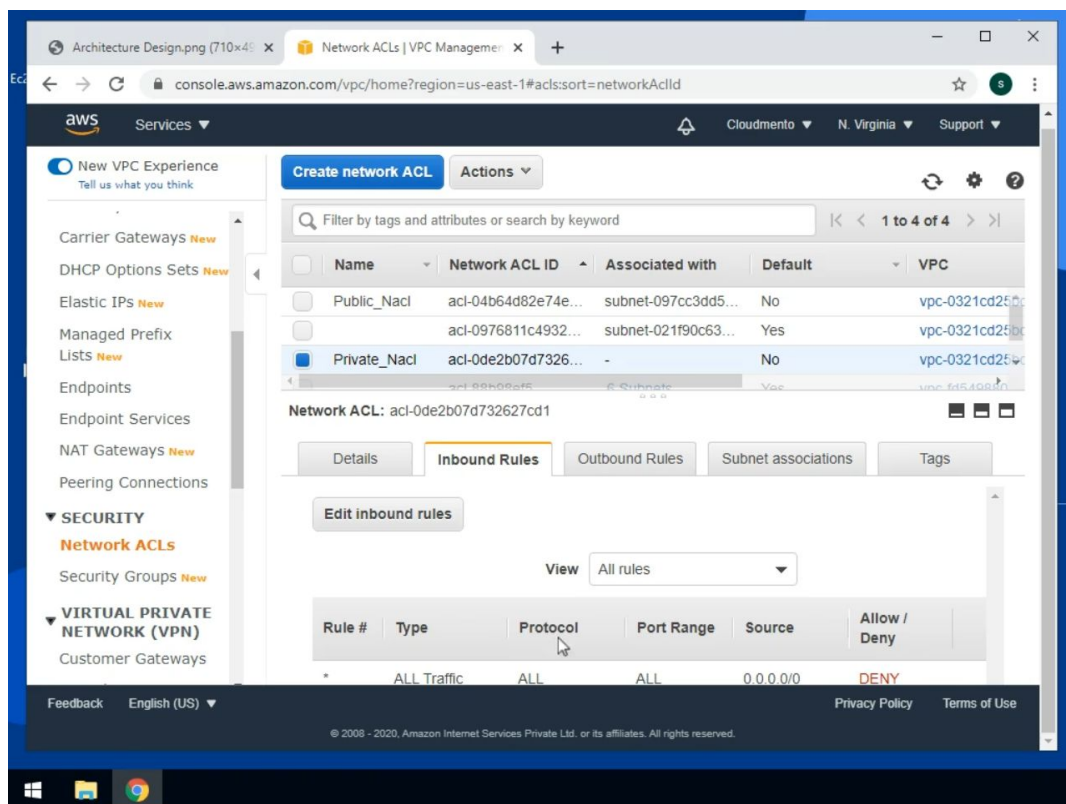 Ec2
Architecture Design.png (710×49
Network ACLs | VPC Managemen
console.aws.amazon.com/vpc/home?region=us-east-1#acls:sort=networkAclId
S
aws
Services
Cloudmento
N. Virginia
Support
New VPC Experience
Tell us what you think
Carrier Gateways New
DHCP Options Sets New
Elastic IPs New
Managed Prefix
Lists New
Endpoints
Endpoint Services
NAT Gateways New
Peering Connections
SECURITY
Network ACLs
Security Groups New
VIRTUAL PRIVATE
NETWORK (VPN)
Customer Gateways
Create network ACL Actions
Filter by tags and attributes or search by keyword
1 to 4 of 4
Name Network ACL ID Associated with Default VPC
Public_Nacl acl-04b64d82e74e... subnet-097cc3dd5... No vpc-0321cd25
acl-0976811c4932... subnet-021f90c63... Yes vpc-0321cd25
Private_Nacl acl-0de2b07d7326... - No vpc-0321cd25
acl-88b98ef5 6 Subnets Yes vpc-fd549880
Network ACL: acl-0de2b07d732627cd1
Details Inbound Rules Outbound Rules Subnet associations Tags
Edit inbound rules
View All rules
Rule # Type Protocol Port Range Source Allow / Deny
* ALL Traffic ALL ALL 0.0.0.0/0 DENY
Feedback English (US) Privacy Policy Terms of Use
© 2008 - 2020, Amazon Internet Services Private Ltd. or its affiliates. All rights reserved.